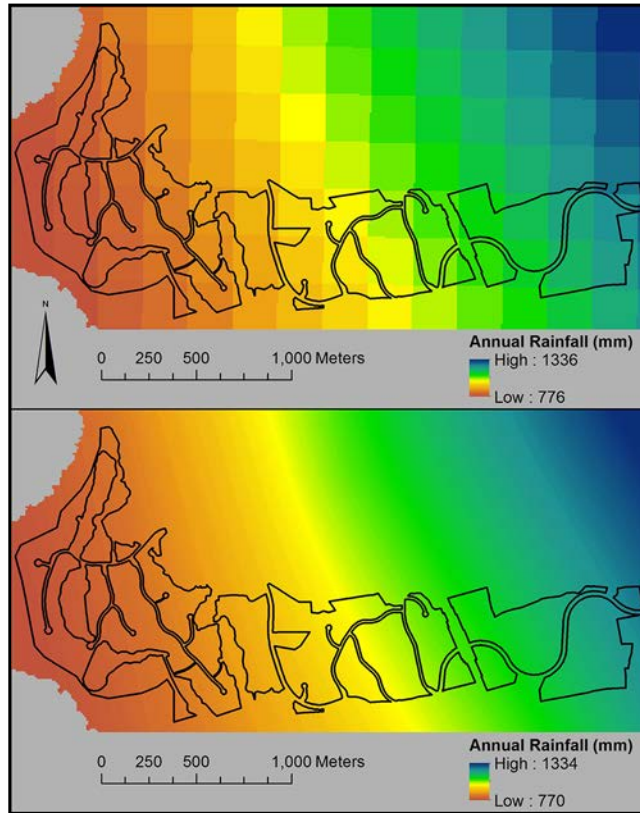 N
0 250 500 1,000 Meters
Annual Rainfall (mm)
High : 1336
Low : 776
0 250 500 1,000 Meters
Annual Rainfall (mm)
High : 1334
Low : 770